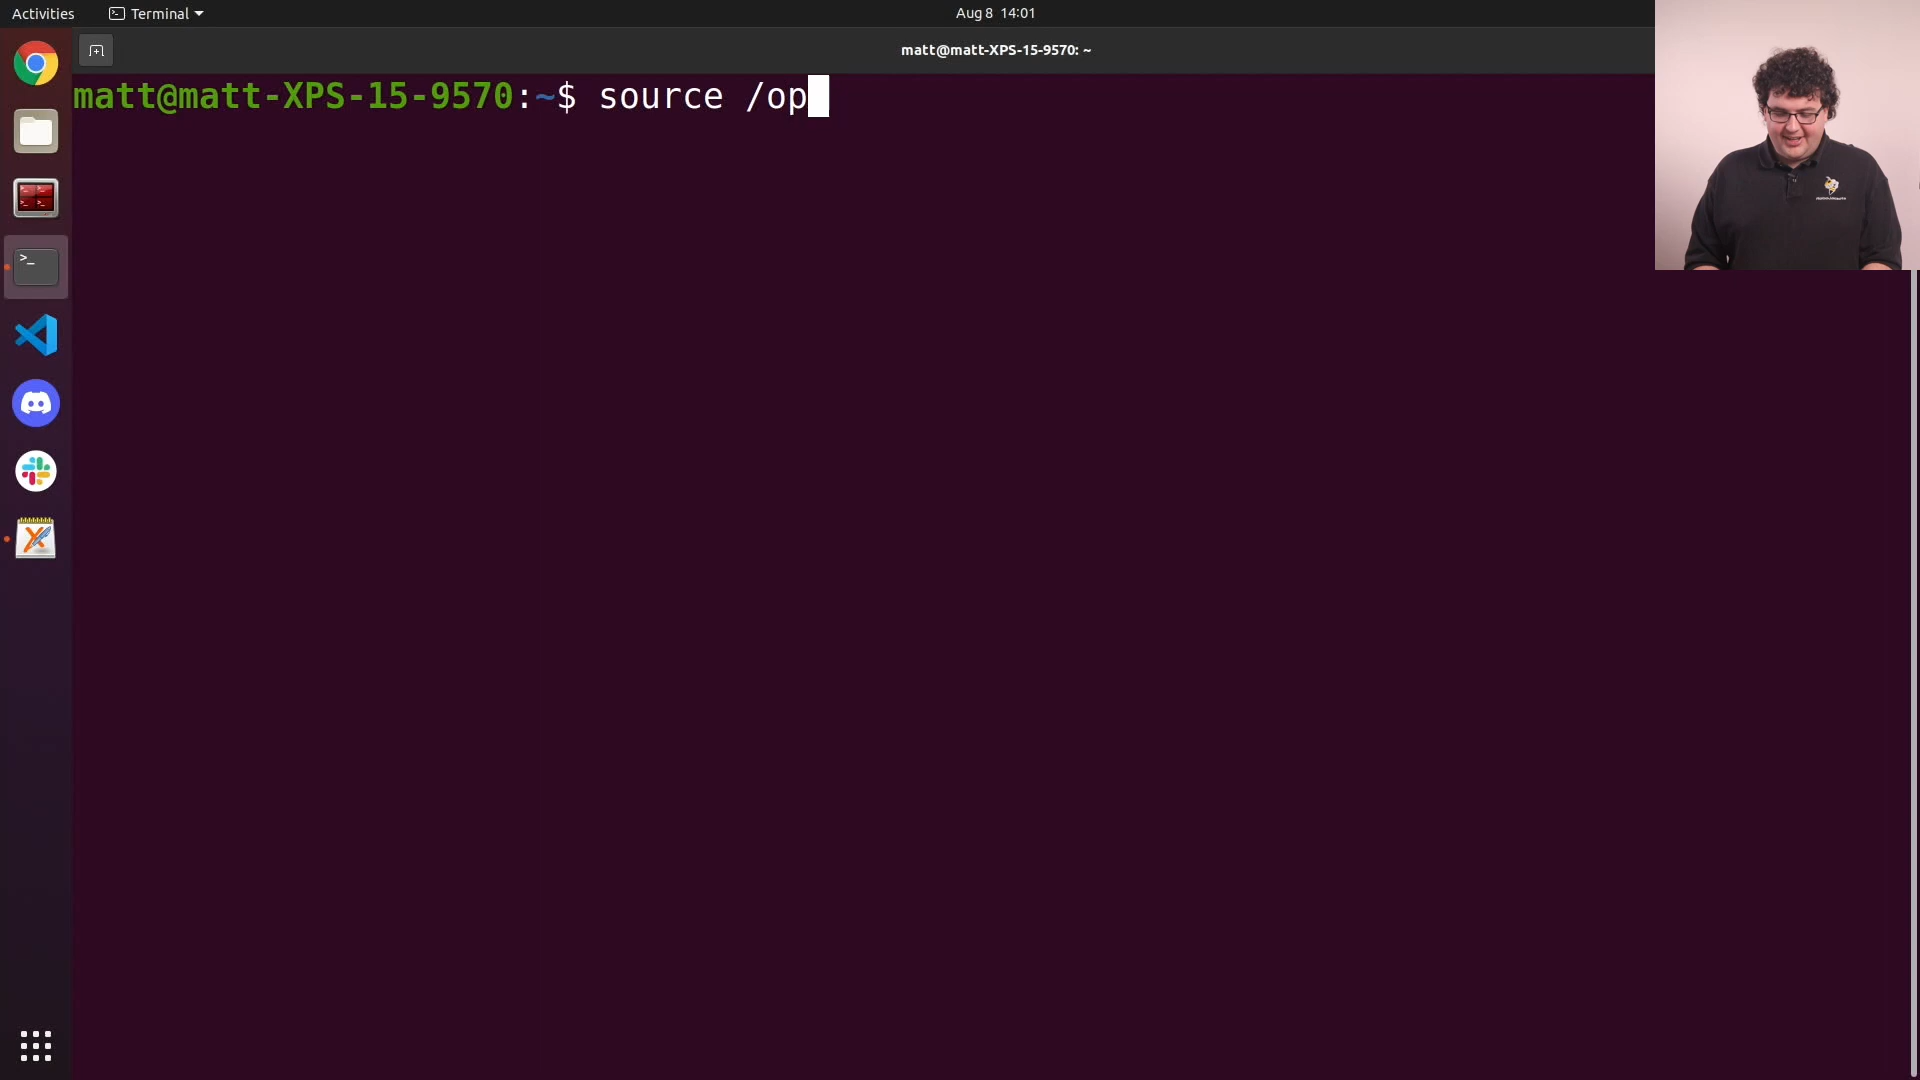 Activities
Terminal
Aug 8 14:01
matt@matt-XPS-15-9570: ~
matt@matt-XPS-15-9570:~$ source /op
>_